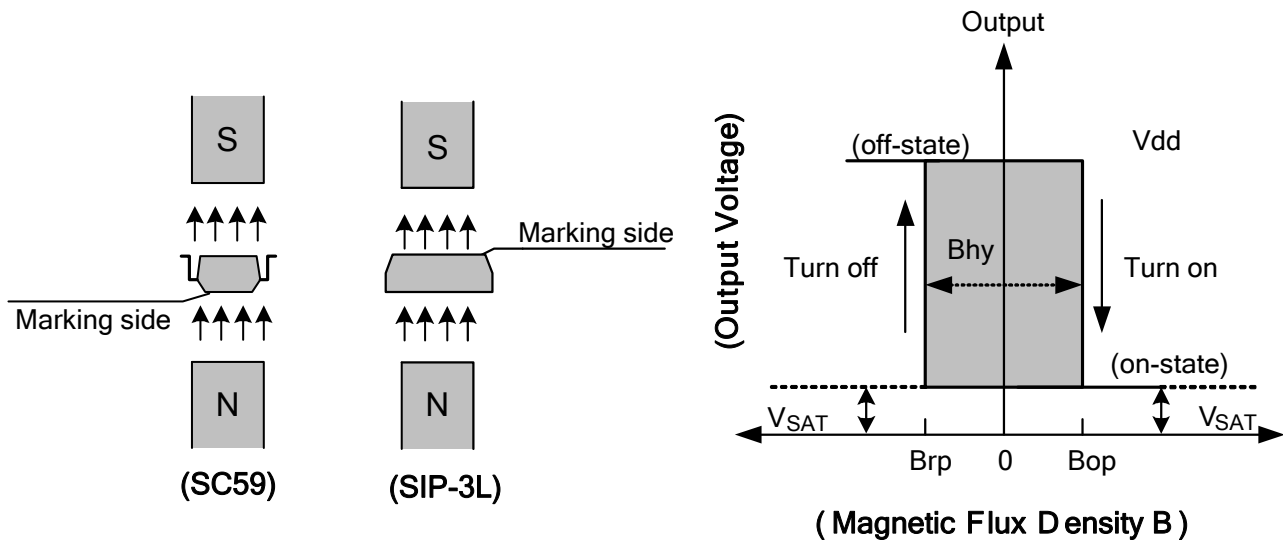 S
N
Marking side
(SC59)
S
N
Marking side
(SIP-3L)
Output
(Output Voltage)
(off-state)
Vdd
Turn off
Bhy
Turn on
(on-state)
VSAT
VSAT
Brp
0
Bop
( Magnetic Flux Density B )